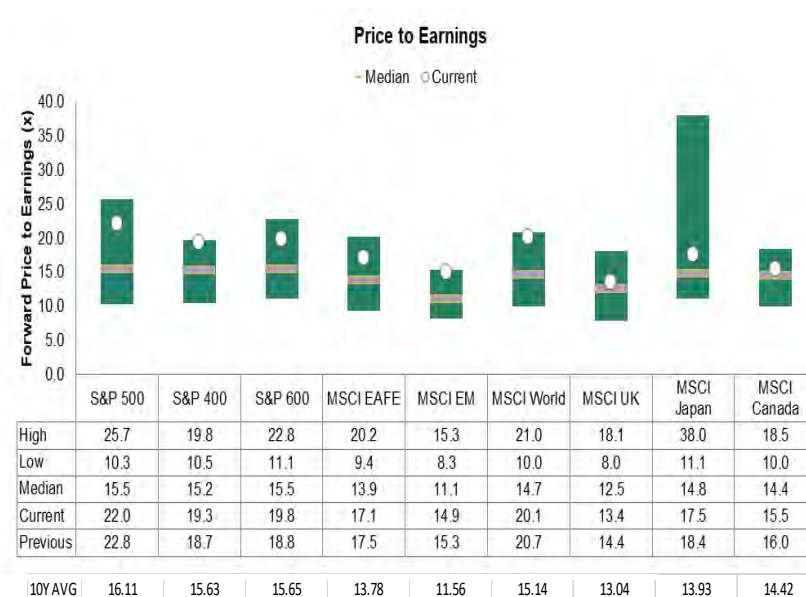 Price to Earnings
Median Current
Forward Price to Earnings (x)
40.0
35.0
30.0
25.0
20.0
15.0
10.0
5.0
0.0
S&P 500 S&P 400 S&P 600 MSCI EAFE MSCI EM MSCI World MSCI UK MSCI Japan MSCI Canada
High 25.7 19.8 22.8 20.2 15.3 21.0 18.1 38.0 18.5
Low 10.3 10.5 11.1 9.4 8.3 10.0 8.0 11.1 10.0
Median 15.5 15.2 15.5 13.9 11.1 14.7 12.5 14.8 14.4
Current 22.0 19.3 19.8 17.1 14.9 20.1 13.4 17.5 15.5
Previous 22.8 18.7 18.8 17.5 15.3 20.7 14.4 18.4 16.0
10Y AVG 16.11 15.63 15.65 13.78 11.56 15.14 13.04 13.93 14.42